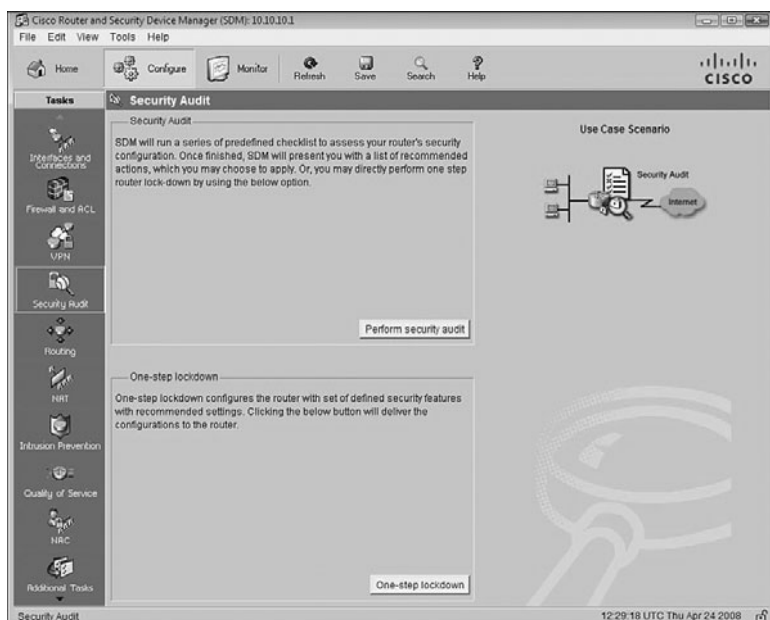 Cisco Router and Security Device Manager (SDM): 10.10.10.1
File Edit View Tools Help
Home Configure Monitor Refresh Save Search Help
CISCO
Tasks
Security Audit
Interfaces and Connections
Firewall and ACL
VPN
Security Audit
Routing
NAT
Intrusion Prevention
Quality of Service
NAC
Additional Tasks
Security Audit
SDM will run a series of predefined checklist to assess your router's security
configuration. Once finished, SDM will present you with a list of recommended
actions, which you may choose to apply. Or, you may directly perform one step
router lock-down by using the below option.
Perform security audit
One-step lockdown
One-step lockdown configures the router with set of defined security features
with recommended settings. Clicking the below button will deliver the
configurations to the router.
One-step lockdown
Use Case Scenario
Security Audit
Internet
Security Audit
12:29:18 UTC Thu Apr 24 2008